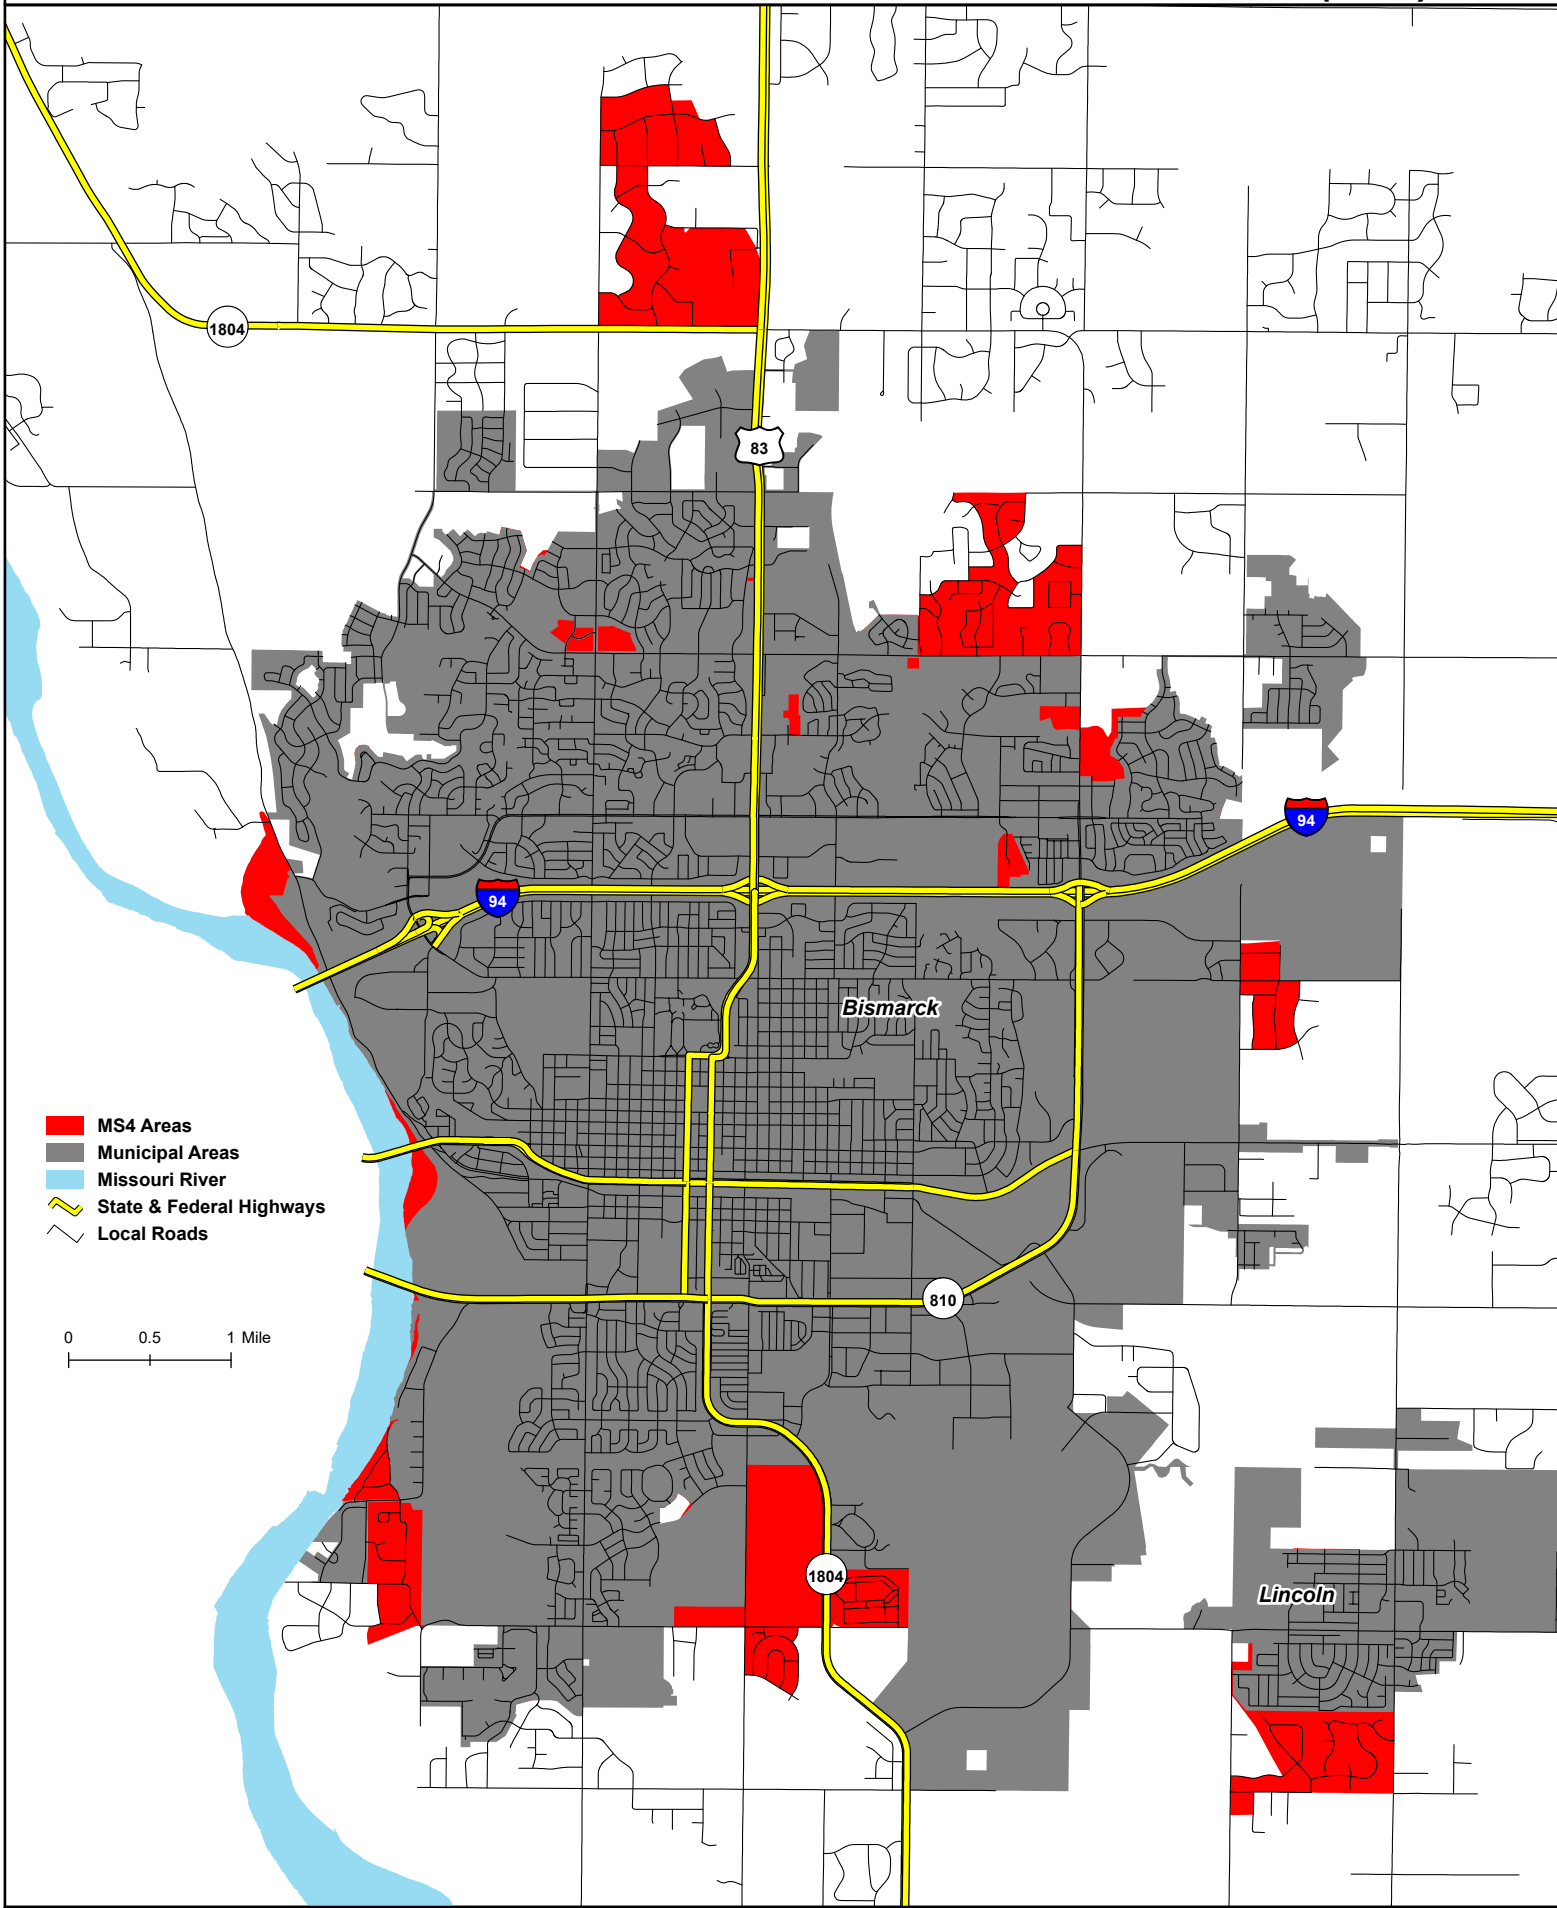 1804
83
94
94
Bismarck
MS4 Areas
Municipal Areas
Missouri River
State & Federal Highways
Local Roads
810
0 0.5 1 Mile
1804
Lincoln